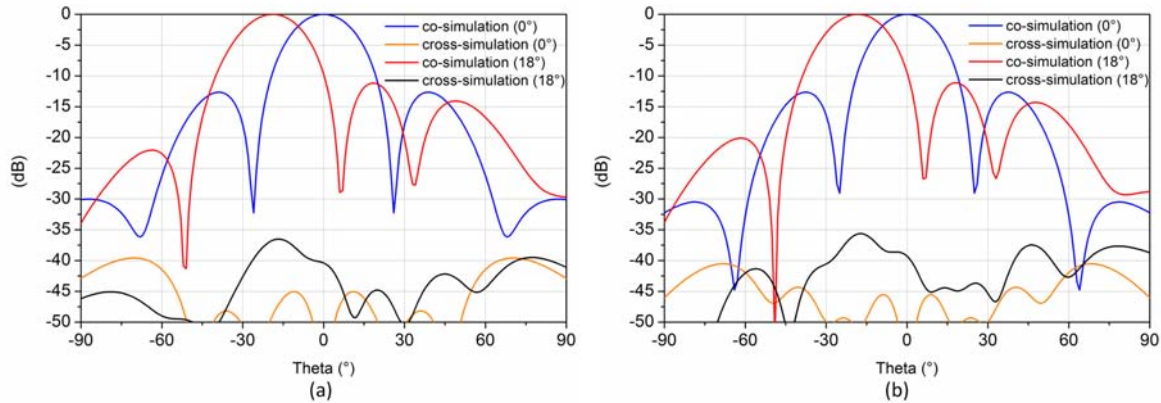 0
-5
-10
-15
-20
-25
-30
-35
-40
-45
-50
(dB)
co-simulation (0°)
cross-simulation (0°)
co-simulation (18°)
cross-simulation (18°)
-90 -60 -30 0 30 60 90
Theta (°)
(a)
0
-5
-10
-15
-20
-25
-30
-35
-40
-45
-50
(dB)
co-simulation (0°)
cross-simulation (0°)
co-simulation (18°)
cross-simulation (18°)
-90 -60 -30 0 30 60 90
Theta (°)
(b)